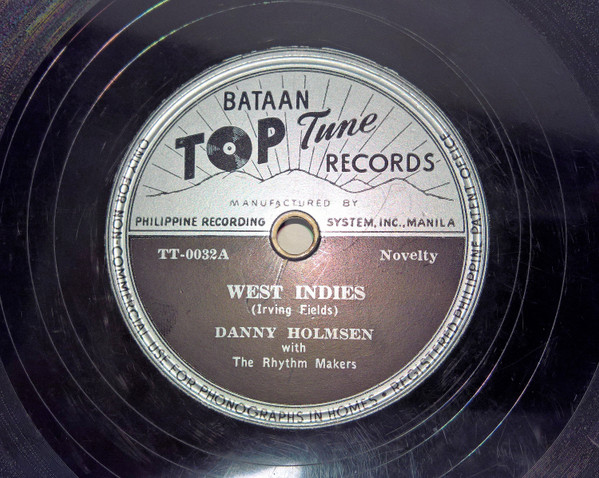 BATAAN
TOP Tune
RECORDS
MANUFACTURED BY
PHILIPPINE RECORDING SYSTEM, INC., MANILA
TT-0032A Novelty
WEST INDIES
(Irving Fields)
DANNY HOLMSEN
with
The Rhythm Makers
ONLY FOR NON COMMERCIAL USE FOR PHONOGRAPHS IN HOMES • REGISTERED PHILIPPINE PATENT OFFICE